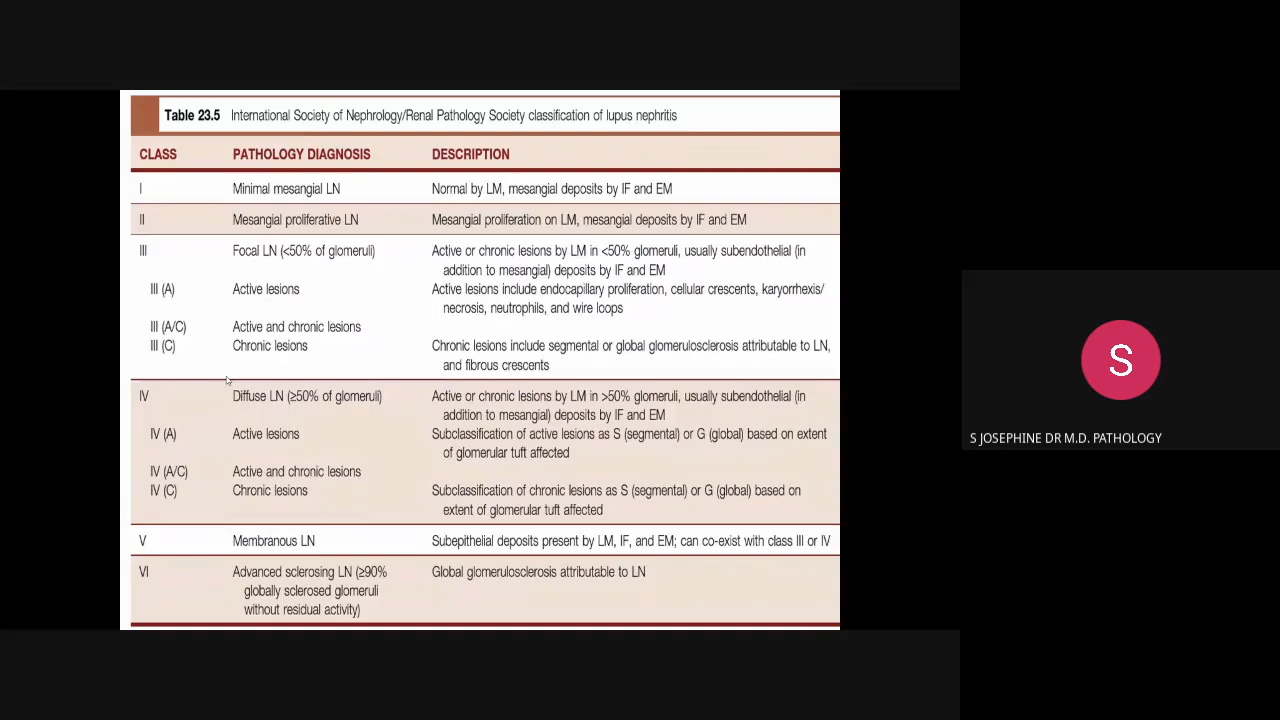 Table 23.5 International Society of Nephrology/Renal Pathology Society classification of lupus nephritis
CLASS PATHOLOGY DIAGNOSIS DESCRIPTION
I Minimal mesangial LN Normal by LM, mesangial deposits by IF and EM
II Mesangial proliferative LN Mesangial proliferation on LM, mesangial deposits by IF and EM
III Focal LN (<50% of glomeruli) Active or chronic lesions by LM in <50% glomeruli, usually subendothelial (in
addition to mesangial) deposits by IF and EM
III (A) Active lesions Active lesions include endocapillary proliferation, cellular crescents, karyorrhexis/
necrosis, neutrophils, and wire loops
III (A/C) Active and chronic lesions
III (C) Chronic lesions Chronic lesions include segmental or global glomerulosclerosis attributable to LN,
and fibrous crescents
IV Diffuse LN (≥50% of glomeruli) Active or chronic lesions by LM in >50% glomeruli, usually subendothelial (in
addition to mesangial) deposits by IF and EM
IV (A) Active lesions Subclassification of active lesions as S (segmental) or G (global) based on extent
of glomerular tuft affected
IV (A/C) Active and chronic lesions
IV (C) Chronic lesions Subclassification of chronic lesions as S (segmental) or G (global) based on
extent of glomerular tuft affected
V Membranous LN Subepithelial deposits present by LM, IF, and EM; can co-exist with class III or IV
VI Advanced sclerosing LN (≥90% Global glomerulosclerosis attributable to LN
globally sclerosed glomeruli
without residual activity)
S
S JOSEPHINE DR M.D. PATHOLOGY